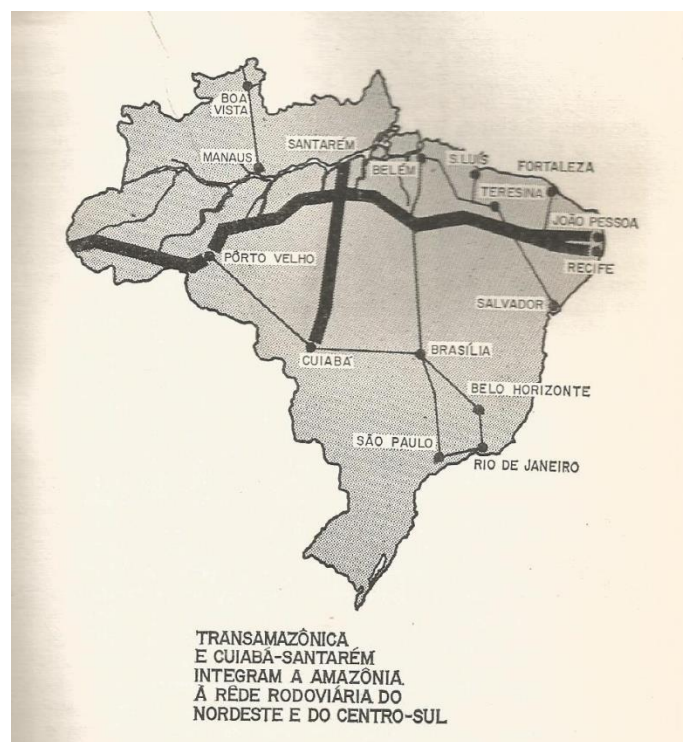 BOA
VISTA
MANAUS
SANTARÉM
BELÉM
S. LUÍS
FORTALEZA
TERESINA
JOÃO PESSOA
RECIFE
PÔRTO VELHO
SALVADOR
CUIABÁ
BRASÍLIA
BELO HORIZONTE
SÃO PAULO
RIO DE JANEIRO
TRANSAMAZÔNICA
E CUIABÁ-SANTARÉM
INTEGRAM A AMAZÔNIA
À RÊDE RODOVIÁRIA DO
NORDESTE E DO CENTRO-SUL